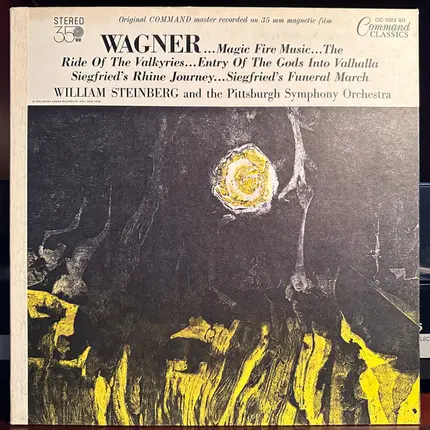 Original COMMAND master recorded on 35 mm magnetic film
STEREO
35MM
CC 11012 SD
Command
CLASSICS
WAGNER...Magic Fire Music...The
Ride Of The Valkyries...Entry Of The Gods Into Valhalla
Siegfried's Rhine Journey...Siegfried's Funeral March
WILLIAM STEINBERG and the Pittsburgh Symphony Orchestra